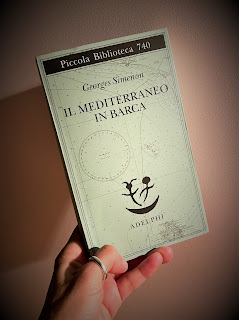 Piccola Biblioteca 740
Georges Simenon
IL MEDITERRANEO
IN BARCA
ADELPHI